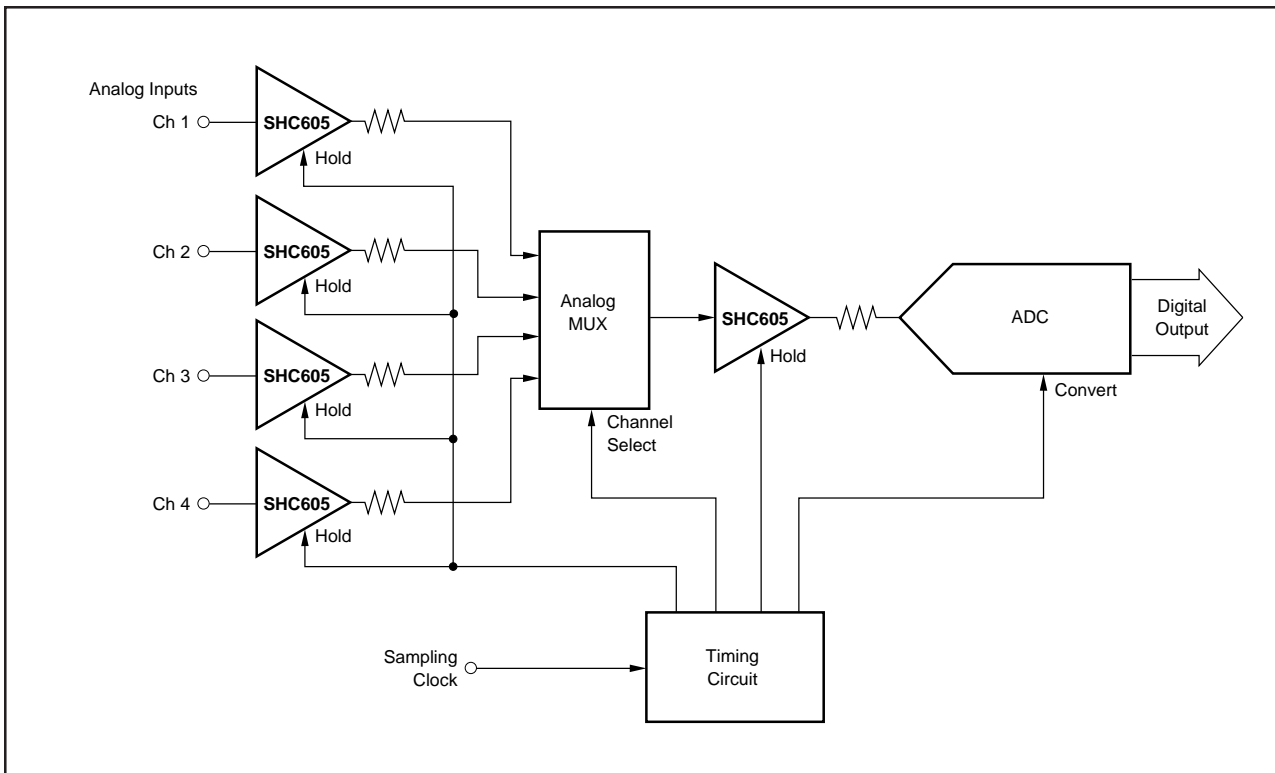 Analog Inputs
Ch 1
SHC605
Hold
Ch 2
SHC605
Hold
Ch 3
SHC605
Hold
Ch 4
SHC605
Hold
Analog
MUX
Channel
Select
SHC605
Hold
ADC
Convert
Digital
Output
Sampling
Clock
Timing
Circuit